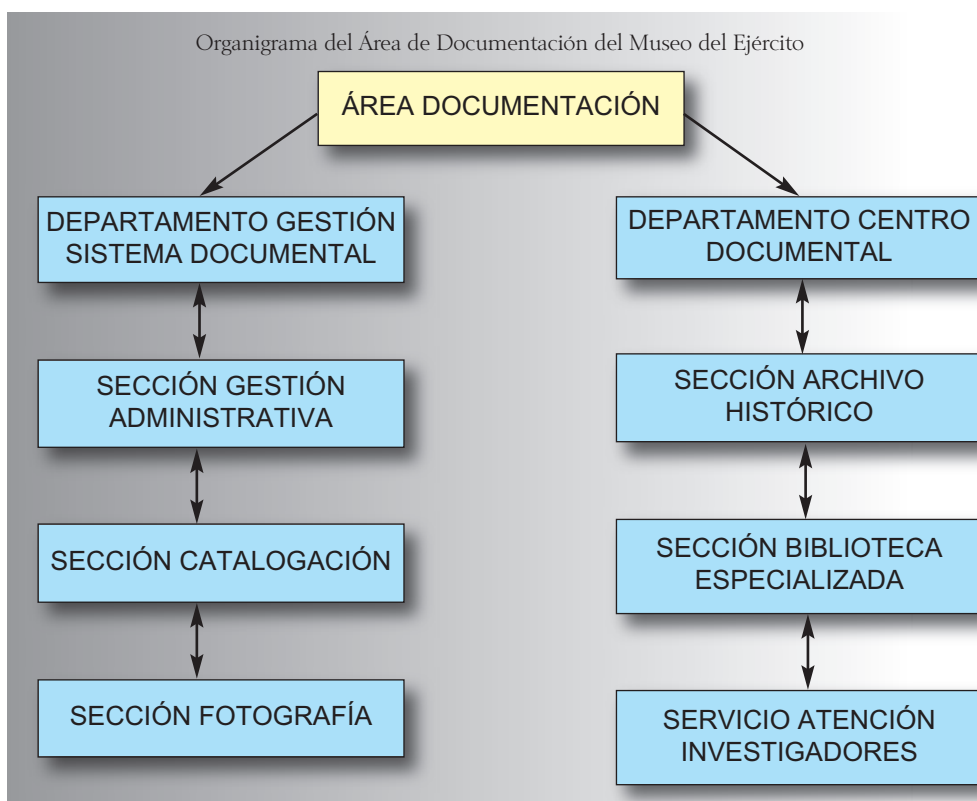 Organigrama del Área de Documentación del Museo del Ejército
ÁREA DOCUMENTACIÓN
DEPARTAMENTO GESTIÓN
SISTEMA DOCUMENTAL
SECCIÓN GESTIÓN
ADMINISTRATIVA
SECCIÓN CATALOGACIÓN
SECCIÓN FOTOGRAFÍA
DEPARTAMENTO CENTRO
DOCUMENTAL
SECCIÓN ARCHIVO
HISTÓRICO
SECCIÓN BIBLIOTECA
ESPECIALIZADA
SERVICIO ATENCIÓN
INVESTIGADORES